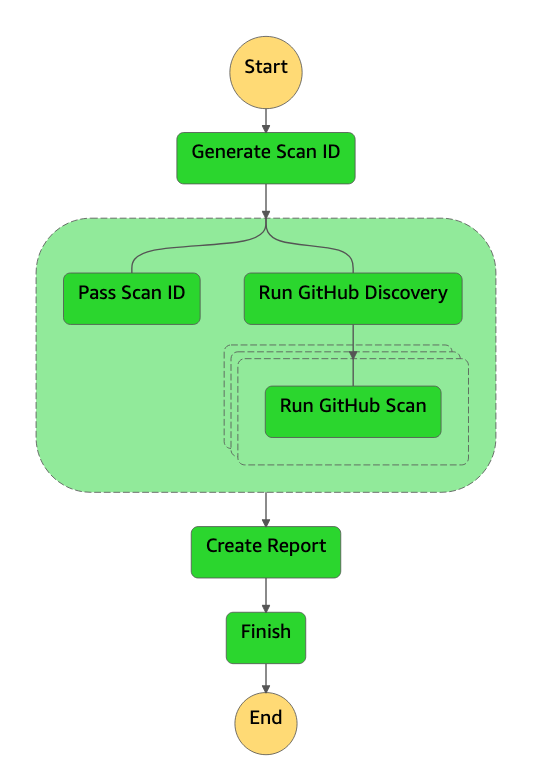 Start
Generate Scan ID
Pass Scan ID
Run GitHub Discovery
Run GitHub Scan
Create Report
Finish
End